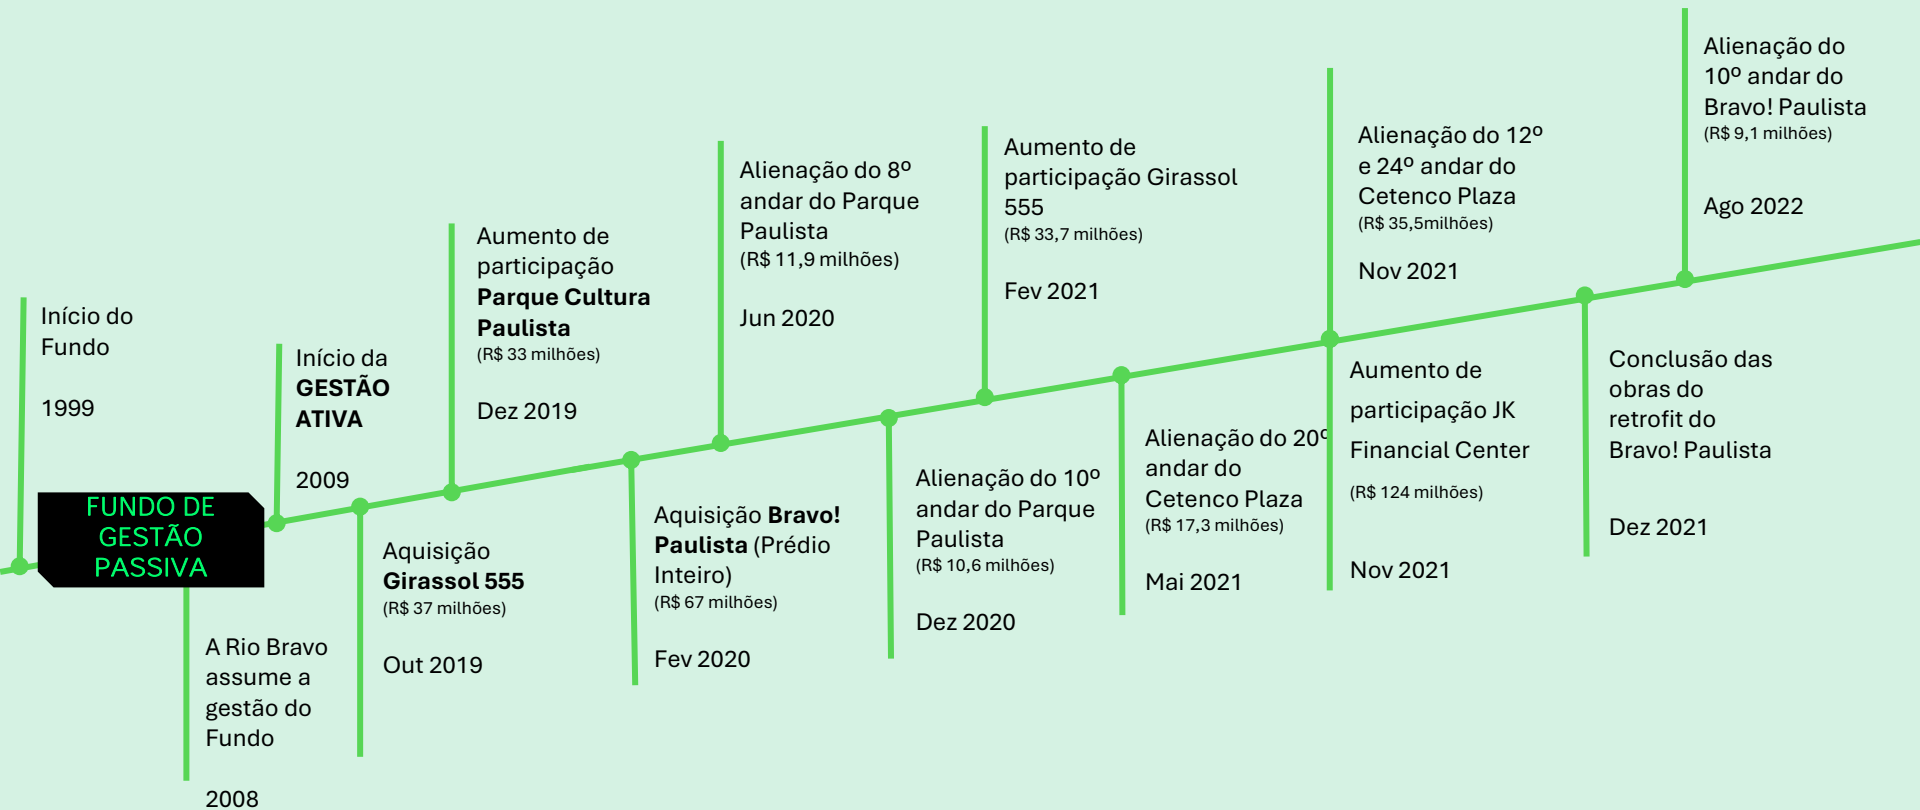 Início do
Fundo
1999
FUNDO DE
GESTÃO
PASSIVA
A Rio Bravo
assume a
gestão do
Fundo
2008
Início da
GESTÃO
ATIVA
2009
Aquisição
Girassol 555
(R$ 37 milhões)
Out 2019
Aumento de
participação
Parque Cultura
Paulista
(R$ 33 milhões)
Dez 2019
Aquisição Bravo!
Paulista (Prédio
Inteiro)
(R$ 67 milhões)
Fev 2020
Alienação do 8º
andar do Parque
Paulista
(R$ 11,9 milhões)
Jun 2020
Alienação do 10º
andar do Parque
Paulista
(R$ 10,6 milhões)
Dez 2020
Aumento de
participação Girassol
555
(R$ 33,7 milhões)
Fev 2021
Alienação do 20º
andar do
Cetenco Plaza
(R$ 17,3 milhões)
Mai 2021
Alienação do 12º
e 24º andar do
Cetenco Plaza
(R$ 35,5milhões)
Nov 2021
Aumento de
participação JK
Financial Center
(R$ 124 milhões)
Nov 2021
Conclusão das
obras do
retrofit do
Bravo! Paulista
Dez 2021
Alienação do
10º andar do
Bravo! Paulista
(R$ 9,1 milhões)
Ago 2022